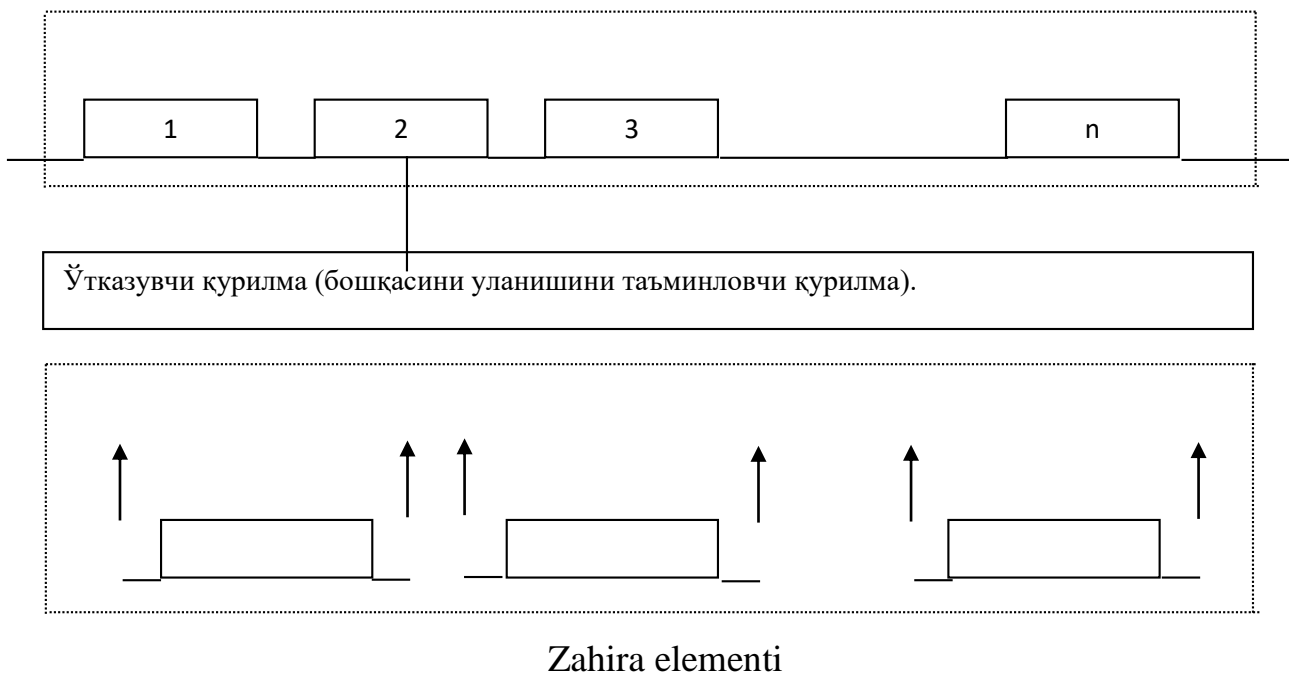 1 2 3 n
Ўтказувчи қурилма (бошқасини уланишини таъминловчи қурилма).
Zahira elementi